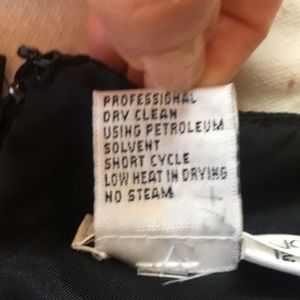 PROFESSIONAL
DRY CLEAN
USING PETROLEUM
SOLVENT
SHORT CYCLE
LOW HEAT IN DRYING
NO STEAM